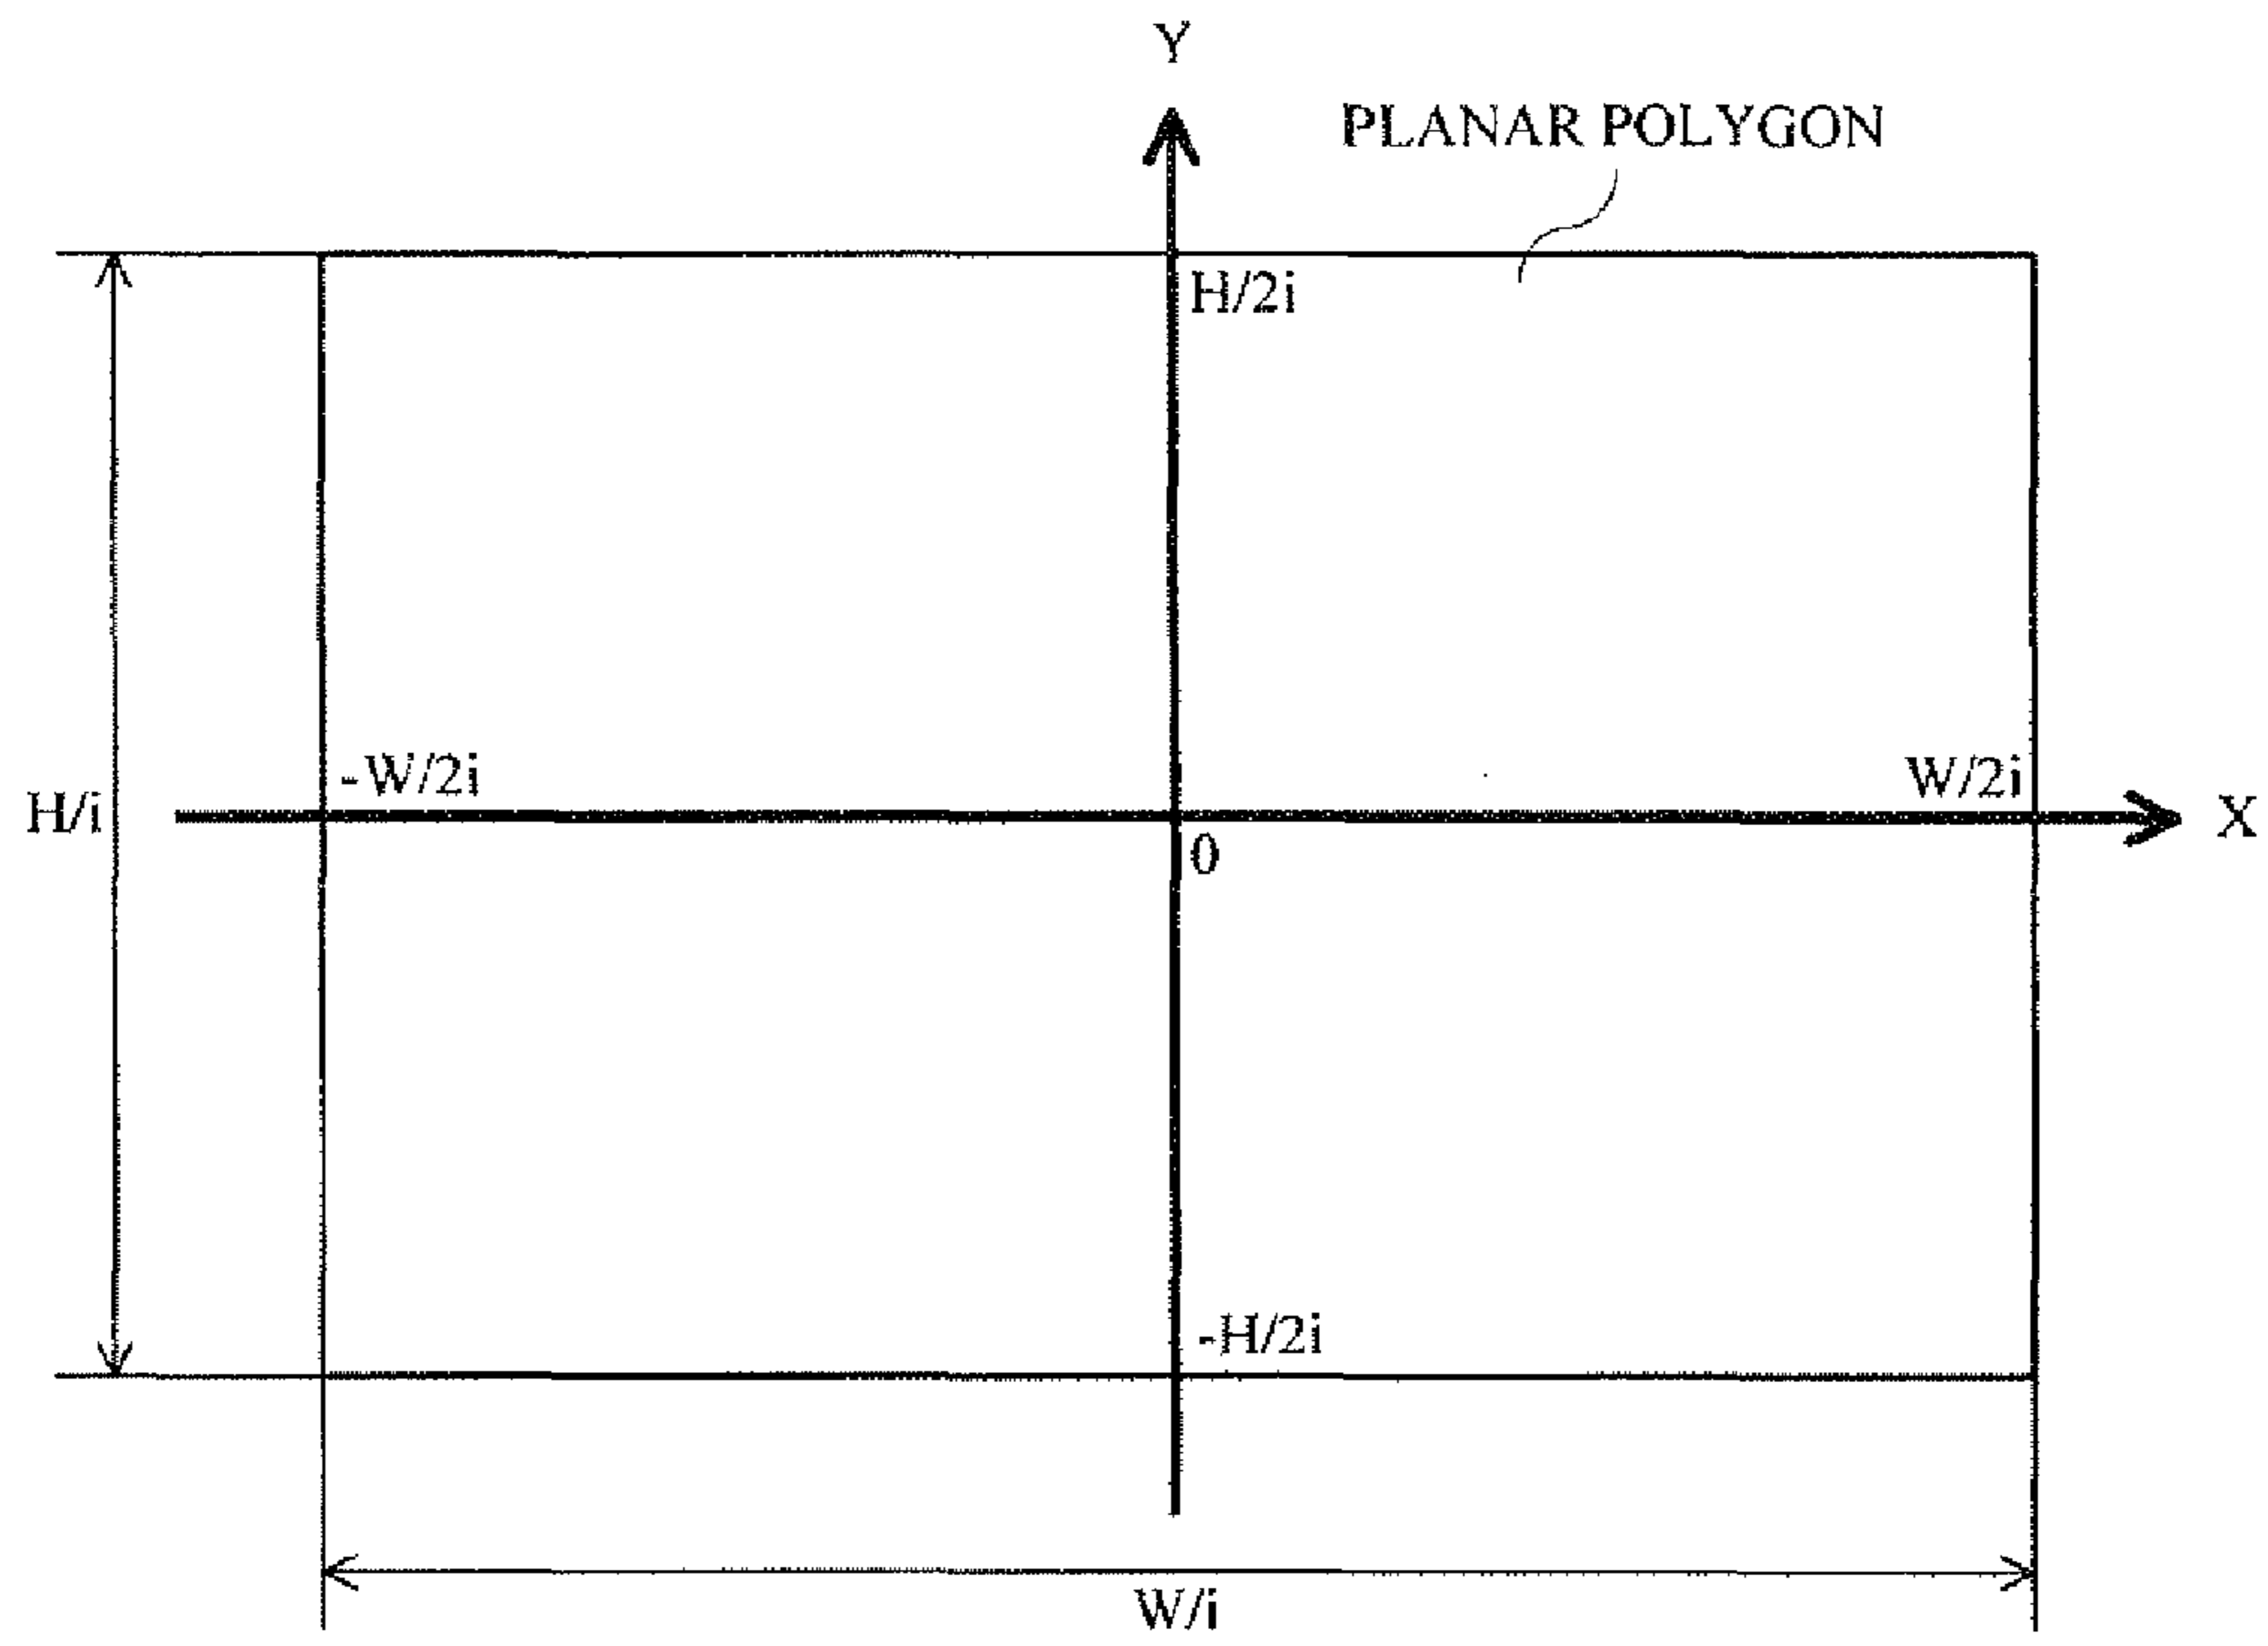 Y
PLANAR POLYGON
H/2i
-W/2i
W/2i
H/i
X
0
-H/2i
W/i